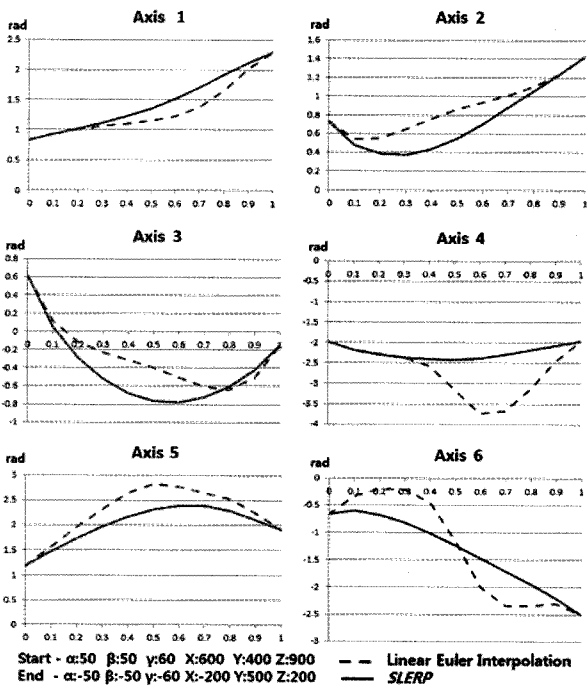 Axis 1
rad
2.5
2
1.5
1
0.5
0
0 0.1 0.2 0.3 0.4 0.5 0.6 0.7 0.8 0.9 1
Axis 2
rad
1.6
1.4
1.2
1
0.8
0.6
0.4
0.2
0
0 0.1 0.2 0.3 0.4 0.5 0.6 0.7 0.8 0.9 1
Axis 3
rad
0.8
0.6
0.4
0.2
0
-0.2
-0.4
-0.6
-0.8
-1
0.1 0.2 0.3 0.4 0.5 0.6 0.7 0.8 0.9 1
Axis 4
rad
0
-0.5
-1
-1.5
-2
-2.5
-3
-3.5
-4
0 0.1 0.2 0.3 0.4 0.5 0.6 0.7 0.8 0.9 1
Axis 5
rad
3
2.5
2
1.5
1
0.5
0
0 0.1 0.2 0.3 0.4 0.5 0.6 0.7 0.8 0.9 1
Axis 6
rad
0
-0.5
-1
-1.5
-2
-2.5
-3
0 0.1 0.2 0.3 0.4 0.5 0.6 0.7 0.8 0.9 1
Start - α:50 β:50 γ:60 X:600 Y:400 Z:900
End - α:-50 β:-50 γ:-60 X:-200 Y:500 Z:200
Linear Euler Interpolation
SLERP